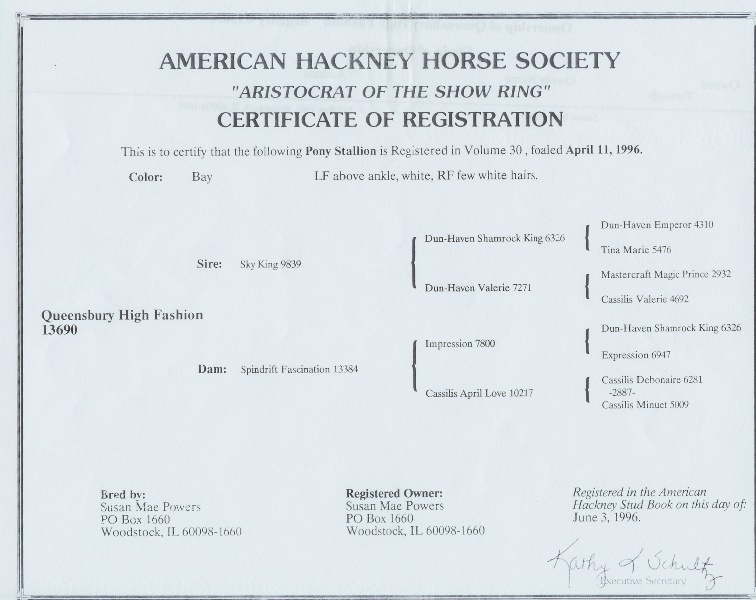 AMERICAN HACKNEY HORSE SOCIETY
"ARISTOCRAT OF THE SHOW RING"
CERTIFICATE OF REGISTRATION
This is to certify that the following Pony Stallion is Registered in Volume 30 , foaled April 11, 1996.
Color: Bay LF above ankle, white, RF few white hairs.
Queensbury High Fashion
13690
Sire: Sky King 9839
Dam: Spindrift Fascination 13384
Dun-Haven Shamrock King 6326
Dun-Haven Valerie 7271
Impression 7800
Cassilis April Love 10217
Dun-Haven Emperor 4310
Tina Marie 5476
Mastercraft Magic Prince 2932
Cassilis Valerie 4692
Dun-Haven Shamrock King 6326
Expression 6947
Cassilis Debonaire 6281
-2887-
Cassilis Minuet 5009
Bred by:
Susan Mae Powers
PO Box 1660
Woodstock, IL 60098-1660
Registered Owner:
Susan Mae Powers
PO Box 1660
Woodstock, IL 60098-1660
Registered in the American
Hackney Stud Book on this day of:
June 3, 1996.
Kathy L Schultz
Executive Secretary